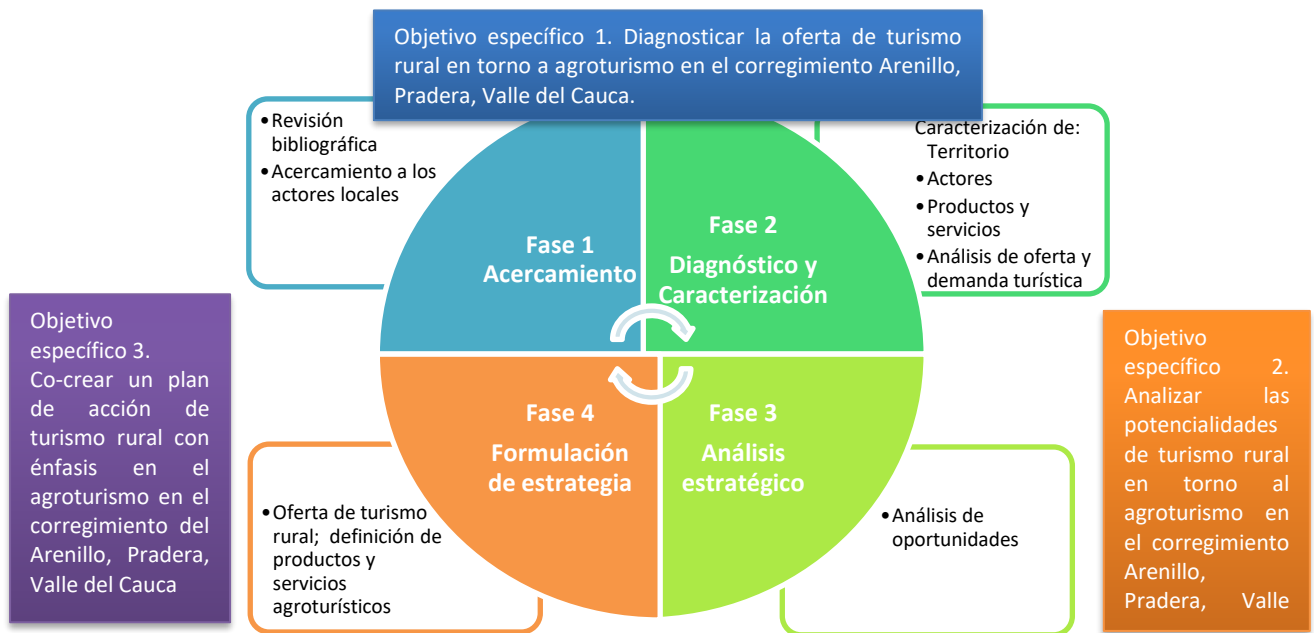 Objetivo específico 1. Diagnosticar la oferta de turismo
rural en torno a agroturismo en el corregimiento Arenillo,
Pradera, Valle del Cauca.
•Revisión
bibliográfica
•Acercamiento a los
actores locales
Caracterización de:
Territorio
•Actores
•Productos y
servicios
•Análisis de oferta y
demanda turística
Fase 1
Acercamiento
Fase 2
Diagnóstico y
Caracterización
Objetivo
específico 3.
Co-crear un plan
de acción de
turismo rural con
énfasis en el
agroturismo en el
corregimiento del
Arenillo, Pradera,
Valle del Cauca
Objetivo
específico 2.
Analizar las
potencialidades
de turismo rural
en torno al
agroturismo en
el corregimiento
Arenillo,
Pradera, Valle
Fase 4
Formulación
de estrategia
Fase 3
Análisis
estratégico
•Oferta de turismo
rural; definición de
productos y
servicios
agroturísticos
•Análisis de
oportunidades